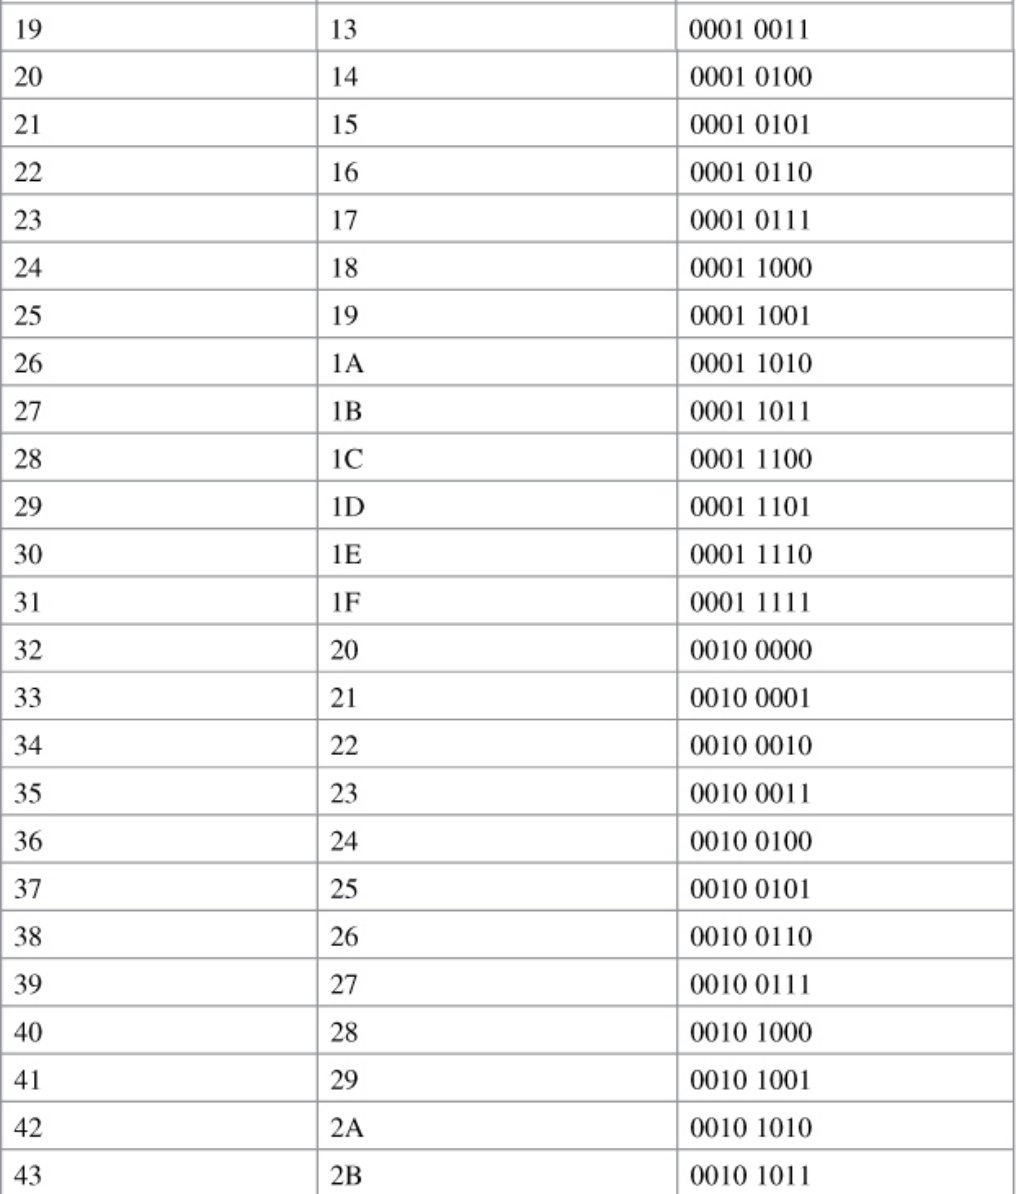 19 13 0001 0011
20 14 0001 0100
21 15 0001 0101
22 16 0001 0110
23 17 0001 0111
24 18 0001 1000
25 19 0001 1001
26 1A 0001 1010
27 1B 0001 1011
28 1C 0001 1100
29 1D 0001 1101
30 1E 0001 1110
31 1F 0001 1111
32 20 0010 0000
33 21 0010 0001
34 22 0010 0010
35 23 0010 0011
36 24 0010 0100
37 25 0010 0101
38 26 0010 0110
39 27 0010 0111
40 28 0010 1000
41 29 0010 1001
42 2A 0010 1010
43 2B 0010 1011